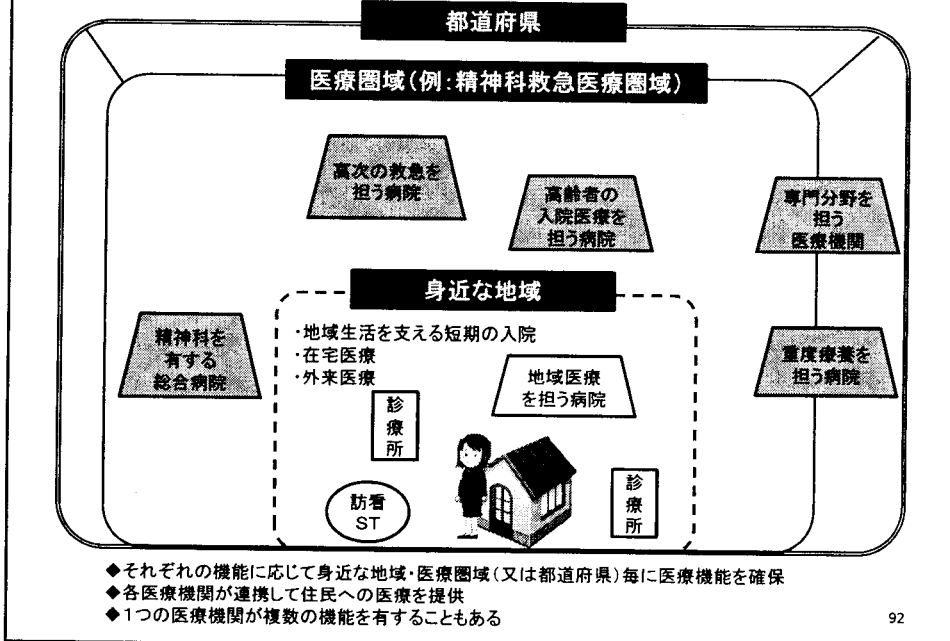 都道府県
医療圏域(例:精神科救急医療圏域)
高次の救急を
担う病院
高齢者の
入院医療を
担う病院
専門分野を
担う
医療機関
身近な地域
・地域生活を支える短期の入院
・在宅医療
・外来医療
精神科を
有する
総合病院
地域医療
を担う病院
重度療養を
担う病院
診
療
所
訪看
ST
診
療
所
◆それぞれの機能に応じて身近な地域・医療圏域(又は都道府県)毎に医療機能を確保
◆各医療機関が連携して住民への医療を提供
◆1つの医療機関が複数の機能を有することもある
92